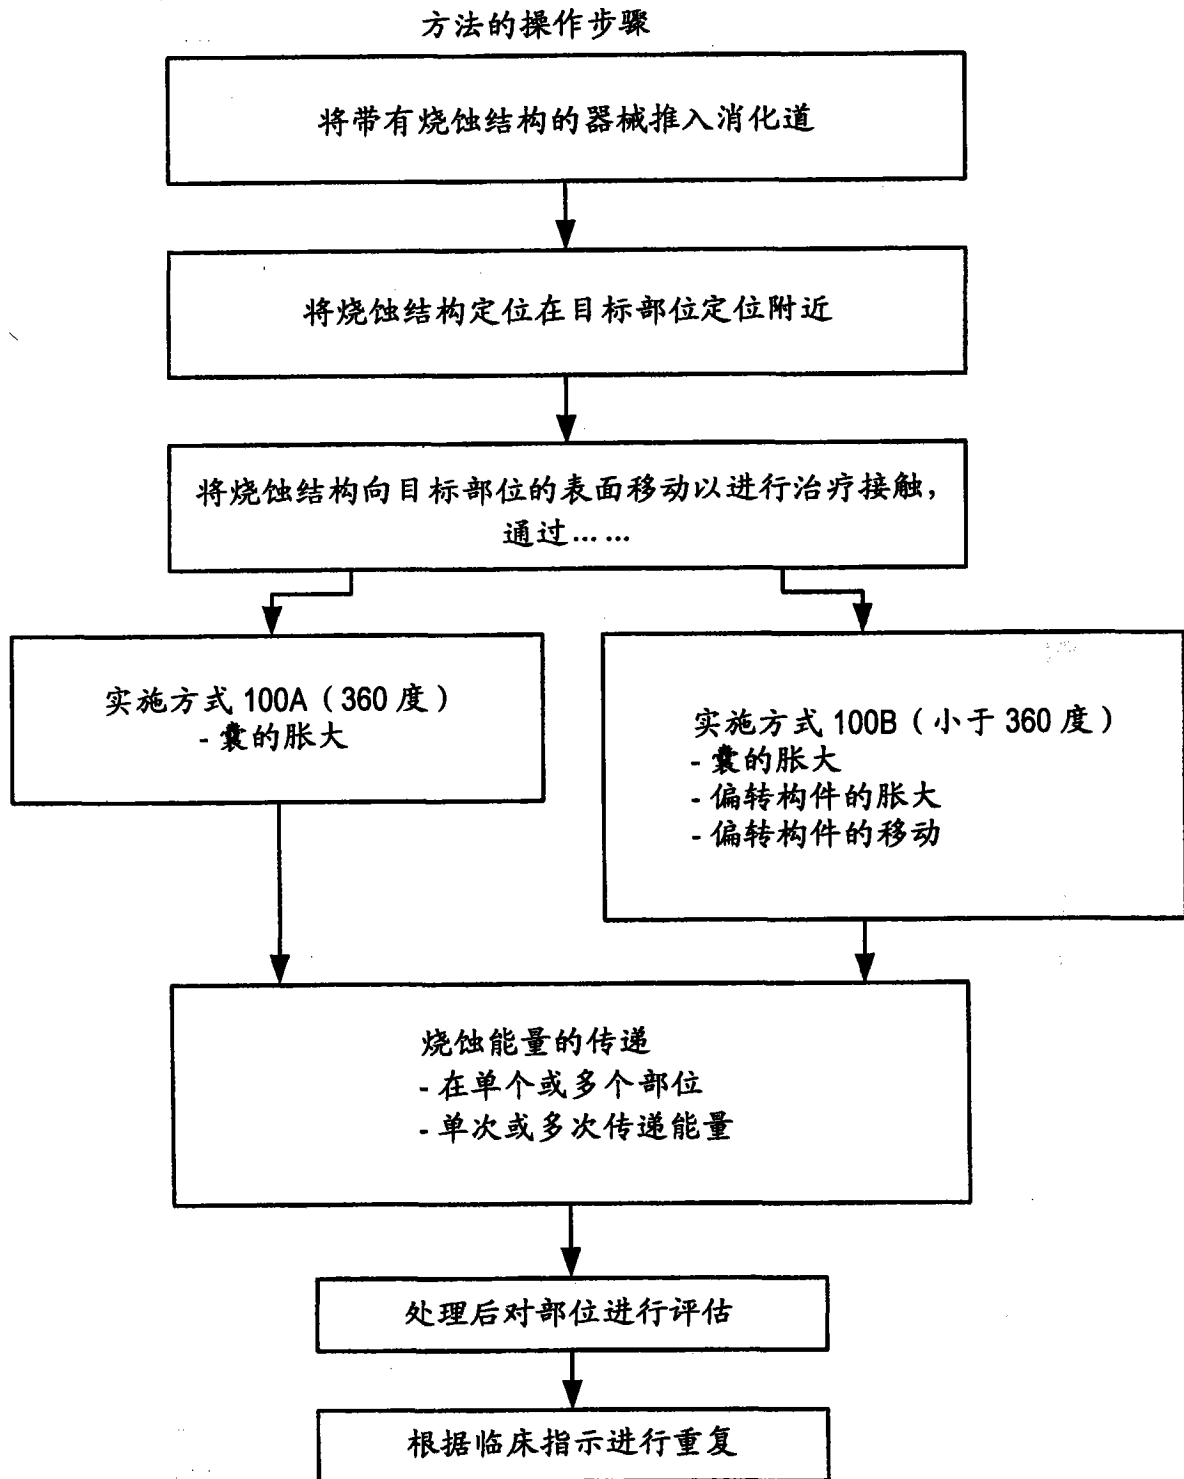 方法的操作步骤
将带有烧蚀结构的器械推入消化道
将烧蚀结构定位在目标部位定位附近
将烧蚀结构向目标部位的表面移动以进行治疗接触，
通过……
实施方式 100A（360 度）
- 囊的胀大
实施方式 100B（小于 360 度）
- 囊的胀大
- 偏转构件的胀大
- 偏转构件的移动
烧蚀能量的传递
- 在单个或多个部位
- 单次或多次传递能量
处理后对部位进行评估
根据临床指示进行重复